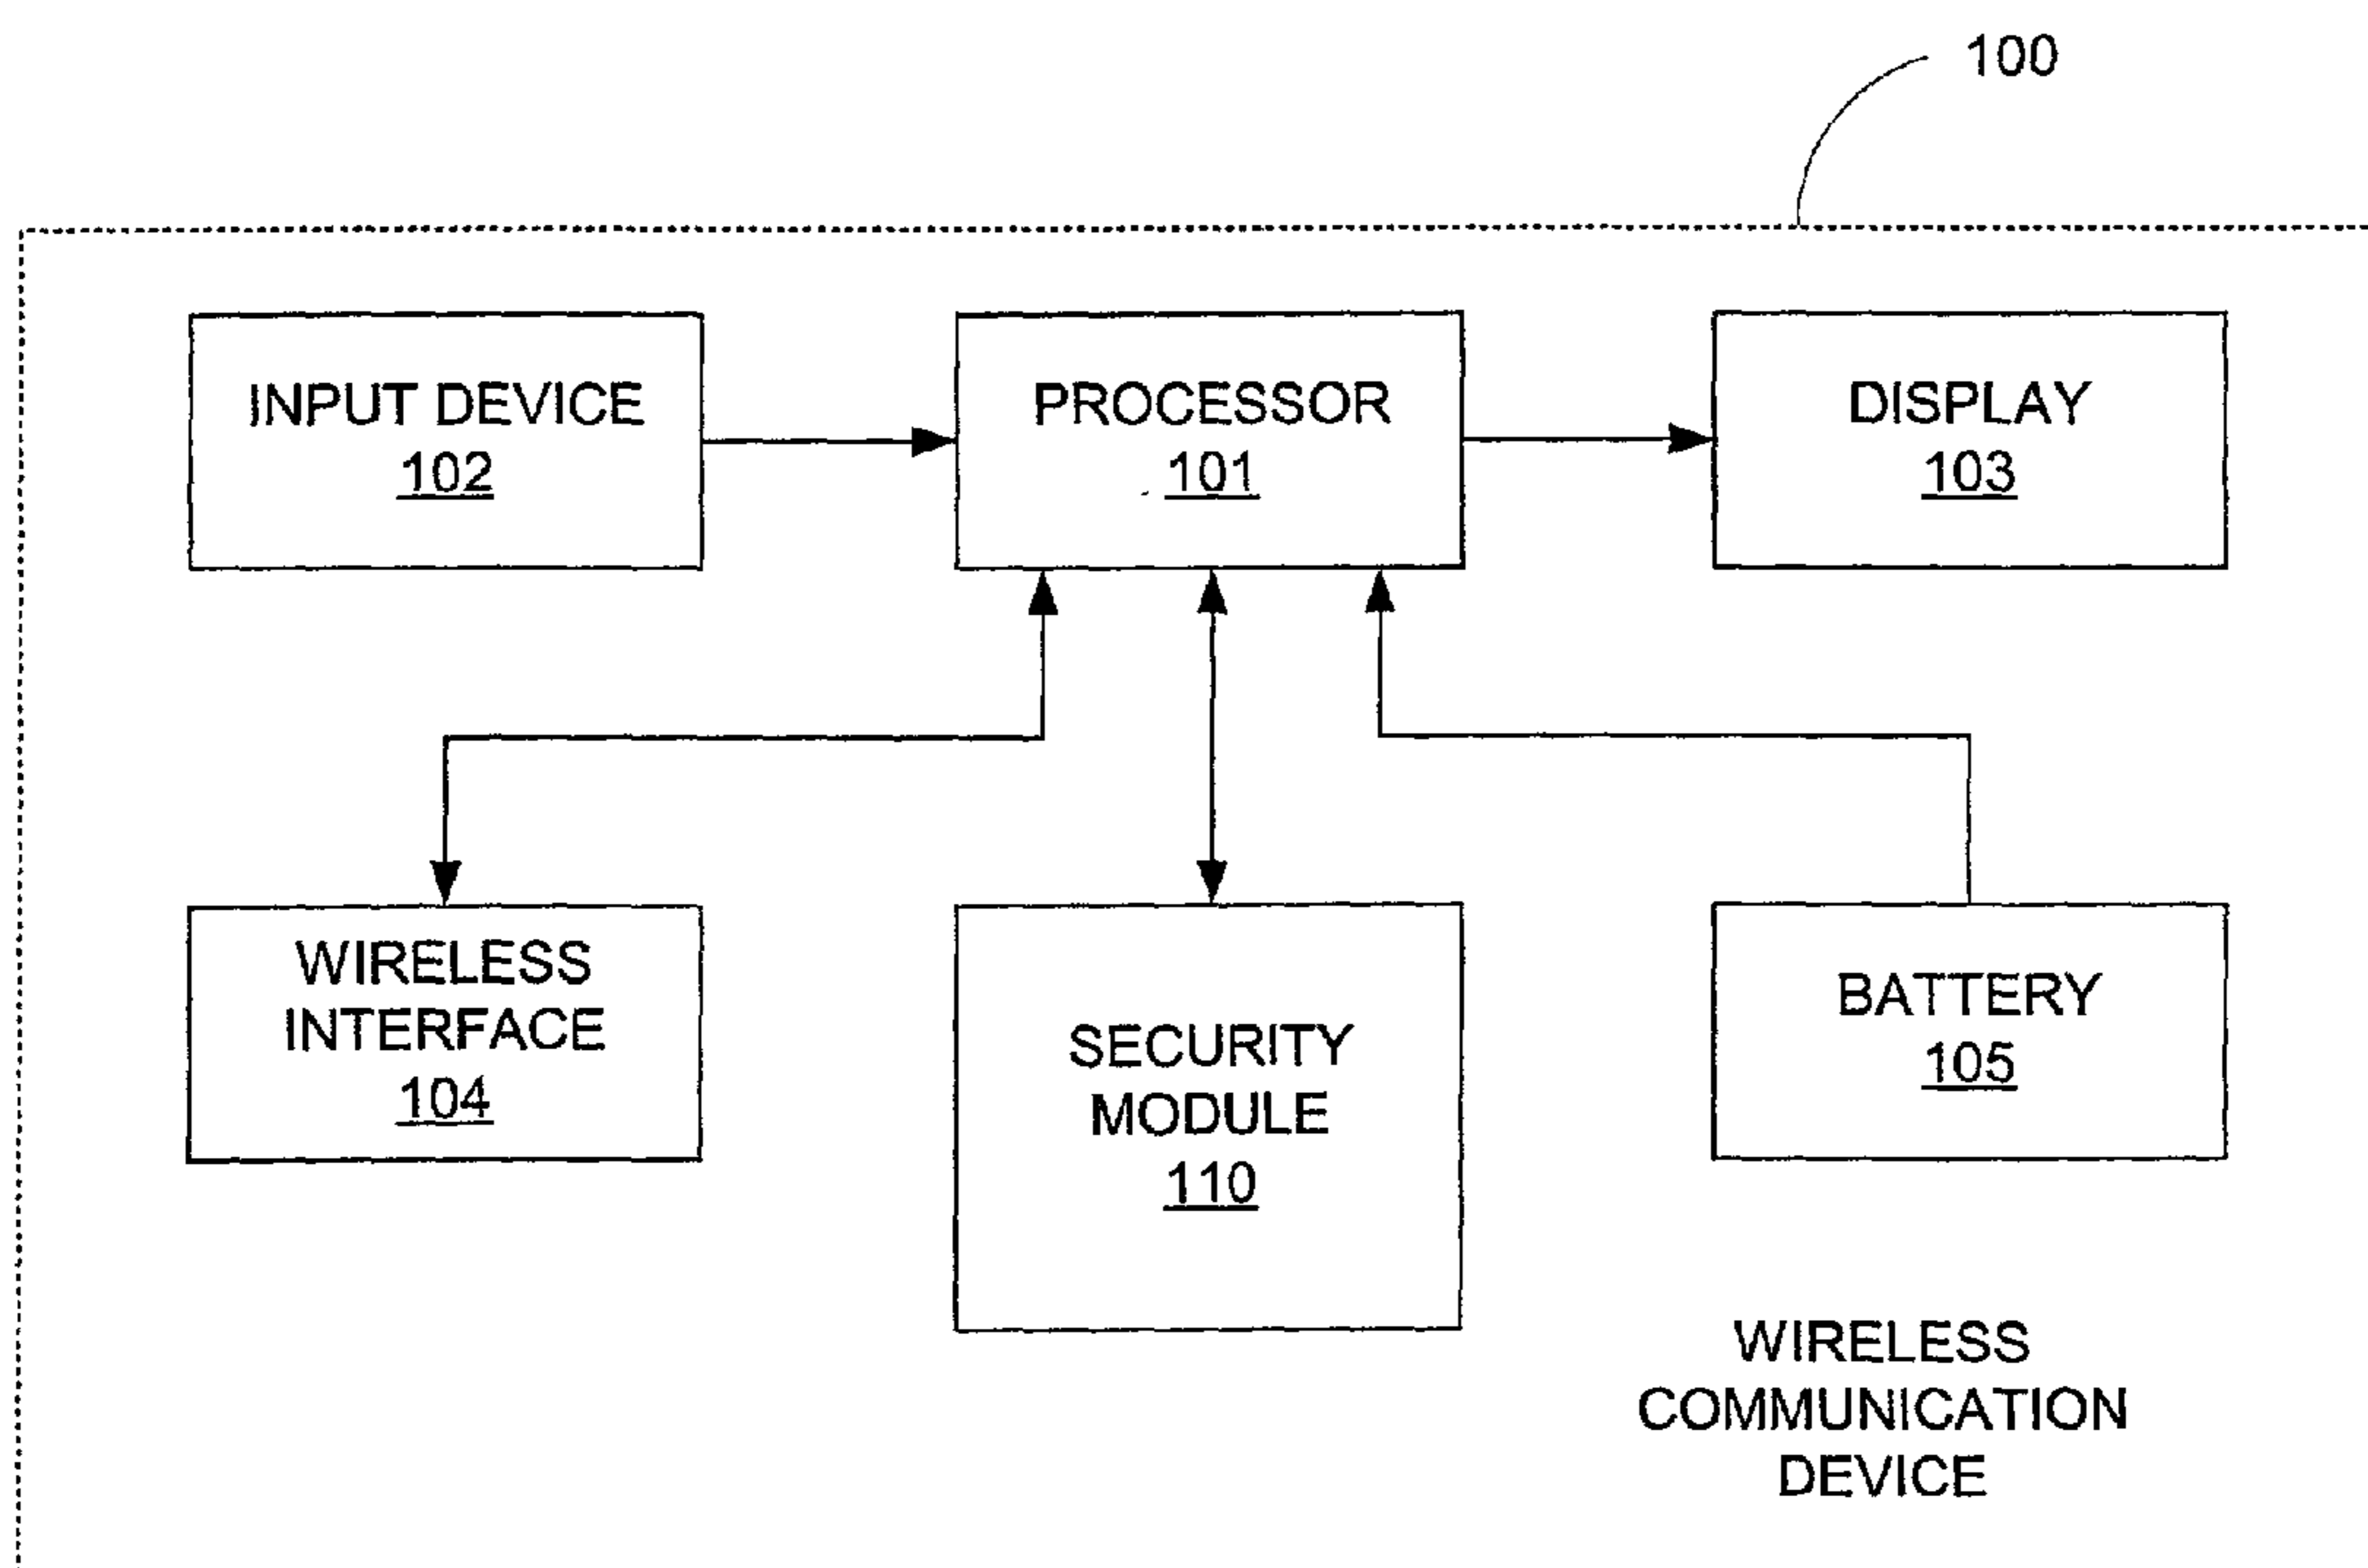 100
INPUT DEVICE
102
PROCESSOR
101
DISPLAY
103
WIRELESS
INTERFACE
104
SECURITY
MODULE
110
BATTERY
105
WIRELESS
COMMUNICATION
DEVICE